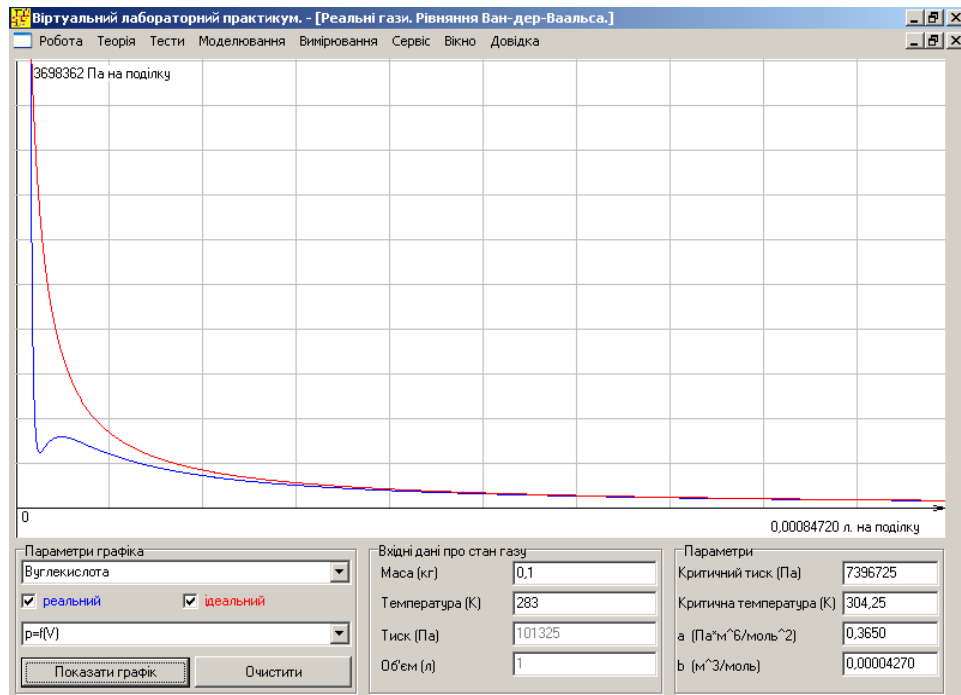 Віртуальний лабораторний практикум. - [Реальні гази. Рівняння Ван-дер-Ваальса.]
Робота Теорія Тести Моделювання Вимірювання Сервіс Вікно Довідка
3698362 Па на поділку
0
0,00084720 л. на поділку
Параметри графіка
Вуглекислота
реальний
ідеальний
p=f(V)
Показати графік
Очистити
Вхідні дані про стан газу
Маса (кг) 0,1
Температура (К) 283
Тиск (Па) 101325
Об'єм (л) 1
Параметри
Критичний тиск (Па) 7396725
Критична температура (К) 304,25
a (Па*м^6/моль^2) 0,3650
b (м^3/моль) 0,00004270